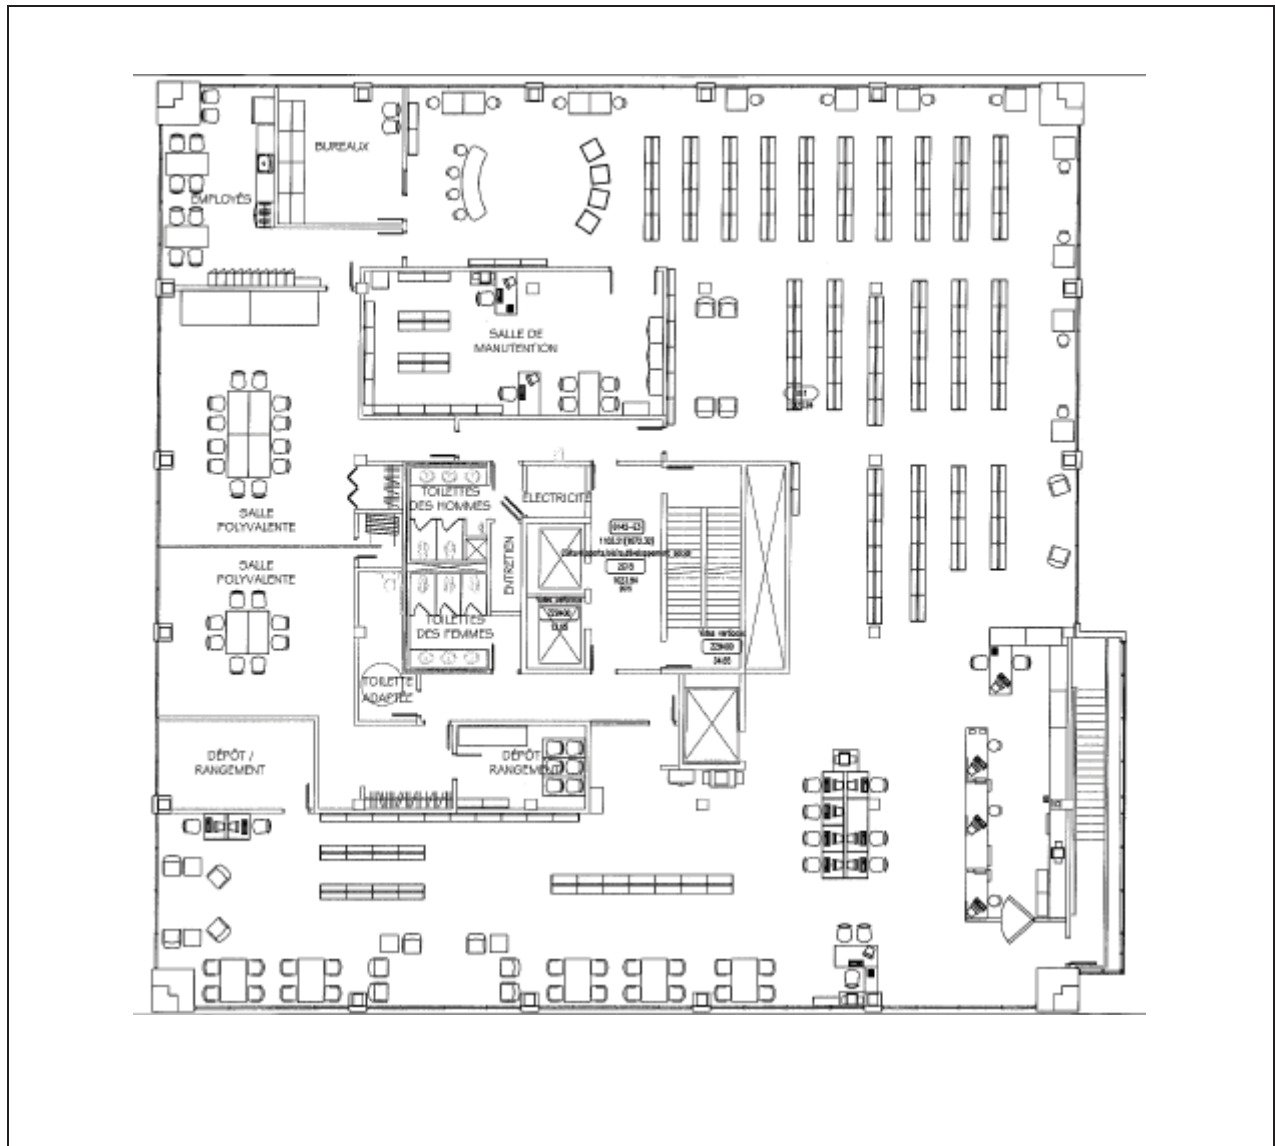 BUREAUX
EMPLOYÉS
SALLE DE
MANUTENTION
SALLE
POLYVALENTE
TOILETTES
DES HOMMES
ÉLECTRICITÉ
ENTRETIEN
SALLE
POLYVALENTE
TOILETTES
DES FEMMES
TOILETTE
ADAPTÉE
DÉPÔT /
RANGEMENT
DÉPÔT
RANGEMENT